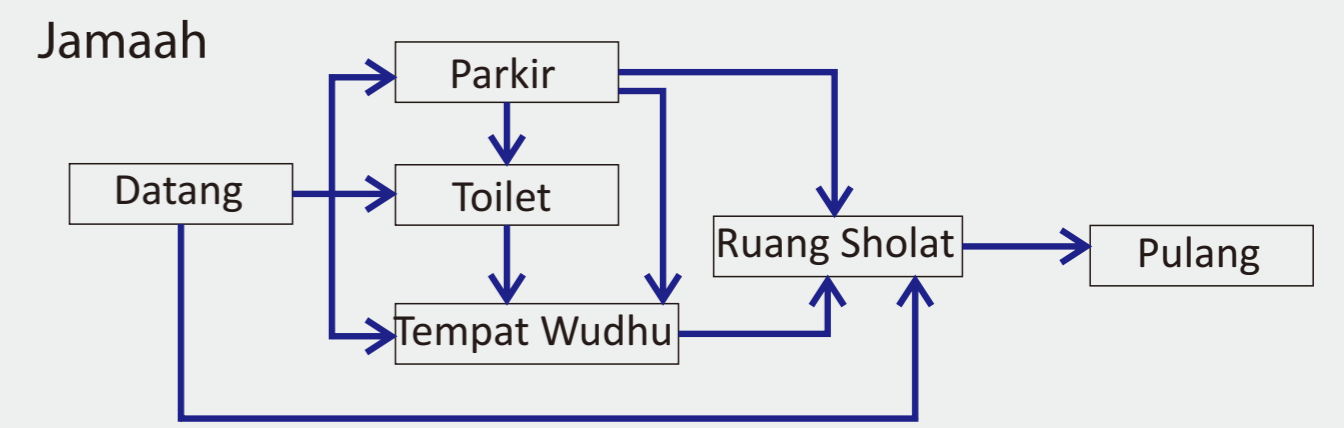 Jamaah
Parkir
Datang
Toilet
Ruang Sholat
Pulang
Tempat Wudhu